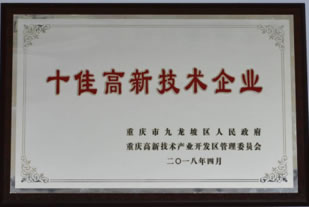 十佳高新技术企业
重庆市九龙坡区人民政府
重庆高新技术产业开发区管理委员会
二〇一八年四月